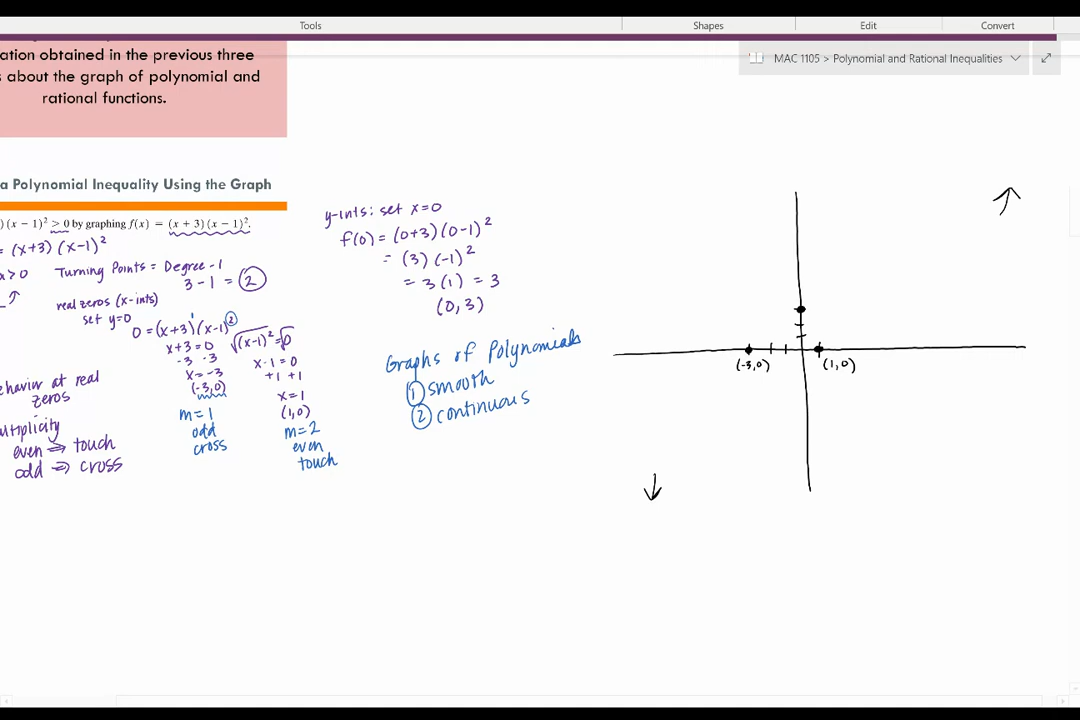 Tools
Shapes
Edit
Convert
MAC 1105 > Polynomial and Rational Inequalities
ation obtained in the previous three
s about the graph of polynomial and
rational functions.
a Polynomial Inequality Using the Graph
) (x − 1)² > 0 by graphing f(x) = (x + 3) (x − 1)².
= (x+3) (x-1)²
x>0
Turning Points = Degree -1
3 - 1 = 2
real zeros (x-ints)
set y=0
0 = (x+3)¹ (x-1)²
x+3 = 0
-3 -3
x = -3
(-3,0)
m = 1
odd
cross
√(x-1)² = √0
x-1 = 0
+1 +1
x = 1
(1,0)
m = 2
even
touch
ehavior at real
zeros
ultiplicity
even ⇒ touch
odd ⇒ cross
y-ints: set x=0
f(0) = (0+3) (0-1)²
= (3) (-1)²
= 3 (1) = 3
(0, 3)
Graphs of Polynomials
① smooth
② continuous
(-3,0)
(1,0)